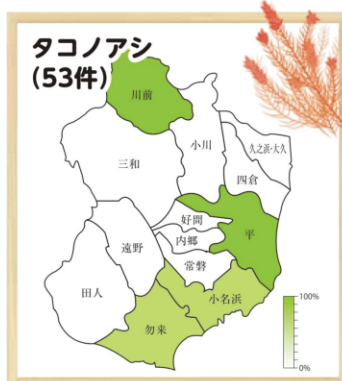 タコノアシ
(53件)
川前
小川
久之浜・大久
三和
四倉
好間
平
内郷
遠野
常磐
田人
小名浜
勿来
100%
0%